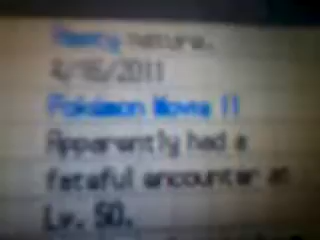 nature.
4/16/2011
Pokémon Movie 11
Apparently had a
fateful encounter at
Lv. 50.